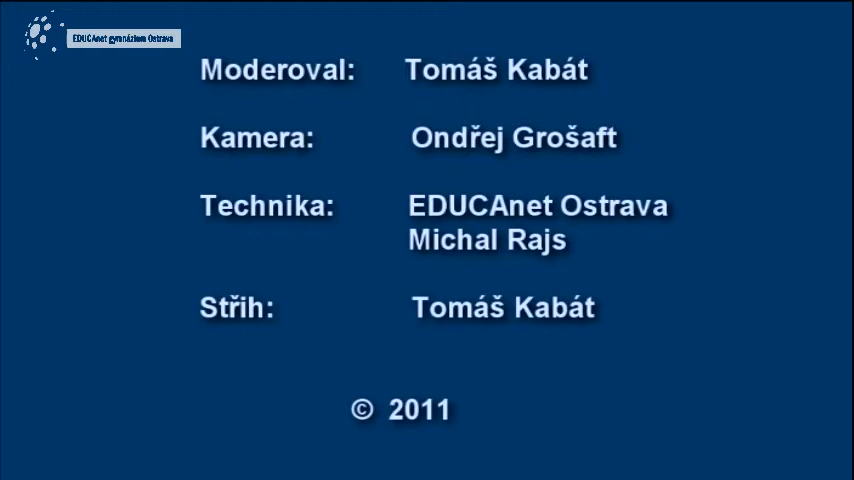 EDUCAnet gymnázium Ostrava
Moderoval: Tomáš Kabát
Kamera: Ondřej Grošaft
Technika: EDUCAnet Ostrava
Michal Rajs
Střih: Tomáš Kabát
© 2011